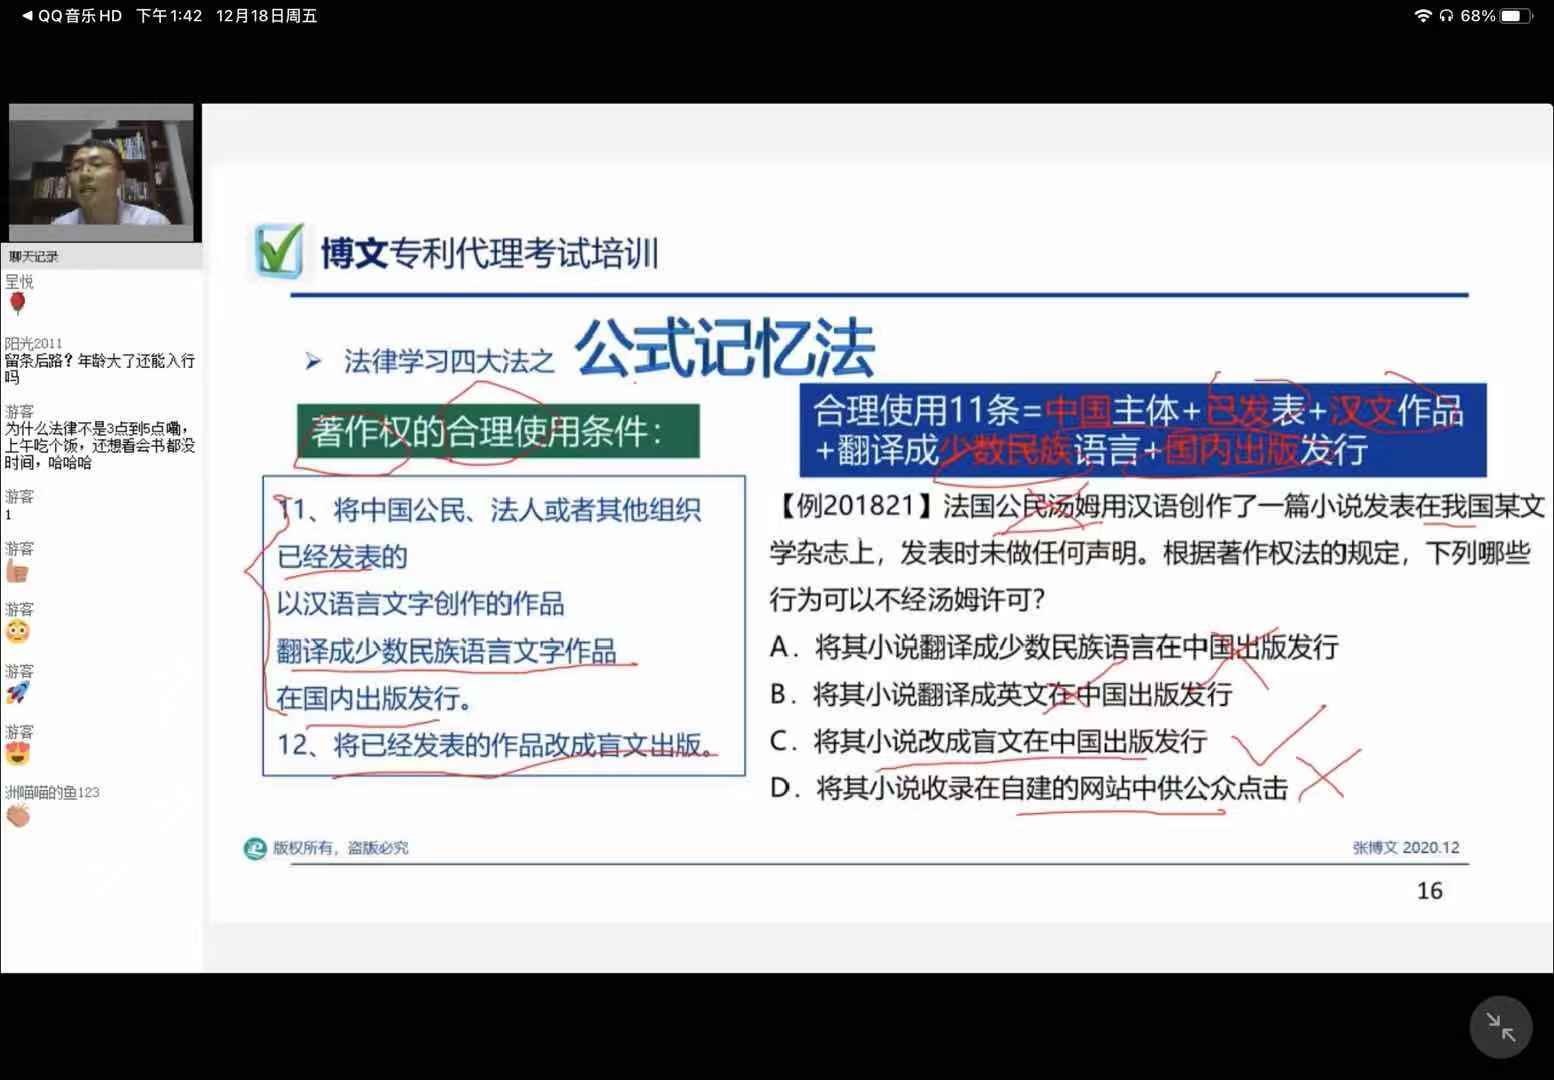 QQ音乐HD 下午1:42 12月18日周五
68%
聊天记录
呈悦
阳光2011
留条后路？年龄大了还能入行
吗
游客
为什么法律不是3点到5点嘞，
上午吃个饭，还想看会书都没
时间，哈哈哈
游客
1
游客
游客
游客
游客
洲喵喵的鱼123
博文专利代理考试培训
法律学习四大法之 公式记忆法
著作权的合理使用条件：
11、将中国公民、法人或者其他组织
已经发表的
以汉语言文字创作的作品
翻译成少数民族语言文字作品
在国内出版发行。
12、将已经发表的作品改成盲文出版。
合理使用11条=中国主体+已发表+汉文作品
+翻译成少数民族语言+国内出版发行
【例201821】法国公民汤姆用汉语创作了一篇小说发表在我国某文
学杂志上，发表时未做任何声明。根据著作权法的规定，下列哪些
行为可以不经汤姆许可？
A．将其小说翻译成少数民族语言在中国出版发行
B．将其小说翻译成英文在中国出版发行
C．将其小说改成盲文在中国出版发行
D．将其小说收录在自建的网站中供公众点击
版权所有，盗版必究
张博文 2020.12
16